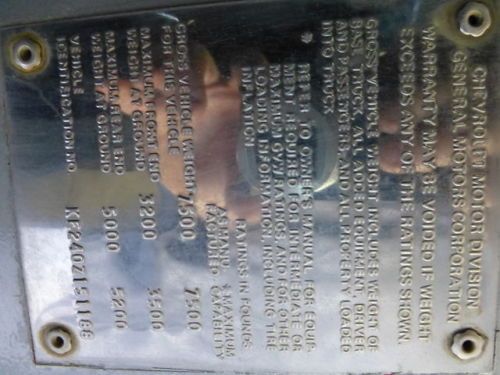 CHEVROLET MOTOR DIVISION
GENERAL MOTORS CORPORATION
WARRANTY MAY BE VOIDED IF WEIGHT
EXCEEDS ANY OF THE RATINGS SHOWN.
GROSS VEHICLE WEIGHT INCLUDES WEIGHT OF
BASE TRUCK, ALL ADDED EQUIPMENT, DRIVER
AND PASSENGERS, AND ALL PROPERTY LOADED
INTO TRUCK.
* REFER TO OWNER'S MANUAL FOR EQUIP-
MENT REQUIRED FOR INTERMEDIATE OR
MAXIMUM GVW RATINGS, AND FOR OTHER
LOADING INFORMATION, INCLUDING TIRE
INFLATION.
RATINGS IN POUNDS
*MAXIMUM
CAPABILITY
GROSS VEHICLE WEIGHT 7500 7500
FOR THIS VEHICLE
MAXIMUM FRONT END 3200 3500
WEIGHT AT GROUND
MAXIMUM REAR END 5000 5200
WEIGHT AT GROUND
VEHICLE
IDENTIFICATION NO